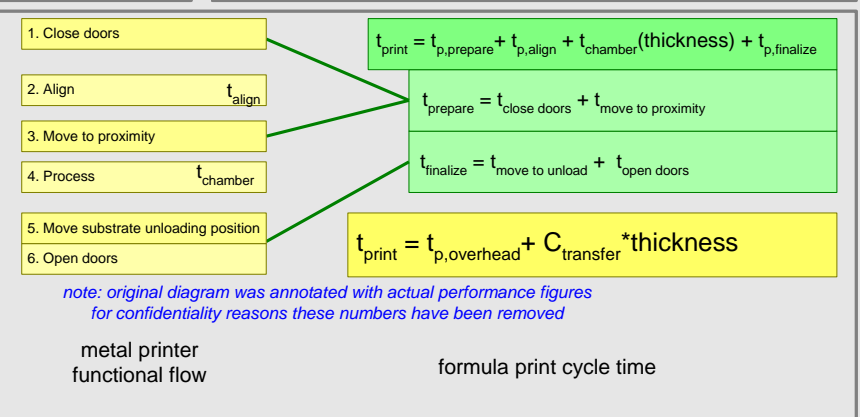 1. Close doors
2. Align t_align
3. Move to proximity
4. Process t_chamber
5. Move substrate unloading position
6. Open doors
t_print = t_p,prepare+ t_p,align + t_chamber(thickness) + t_p,finalize
t_prepare = t_close doors + t_move to proximity
t_finalize = t_move to unload + t_open doors
t_print = t_p,overhead+ C_transfer*thickness
note: original diagram was annotated with actual performance figures
for confidentiality reasons these numbers have been removed
metal printer
functional flow
formula print cycle time